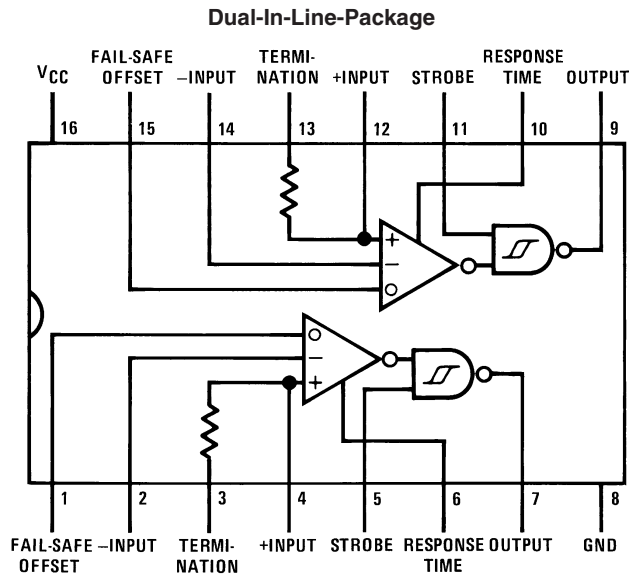 Dual-In-Line-Package
VCC
FAIL-SAFE
OFFSET
–INPUT
TERMI-
NATION
+INPUT
STROBE
RESPONSE
TIME
OUTPUT
16
15
14
13
12
11
10
9
+
–
+
–
1
2
3
4
5
6
7
8
FAIL-SAFE
OFFSET
–INPUT
TERMI-
NATION
+INPUT
STROBE
RESPONSE
TIME
OUTPUT
GND